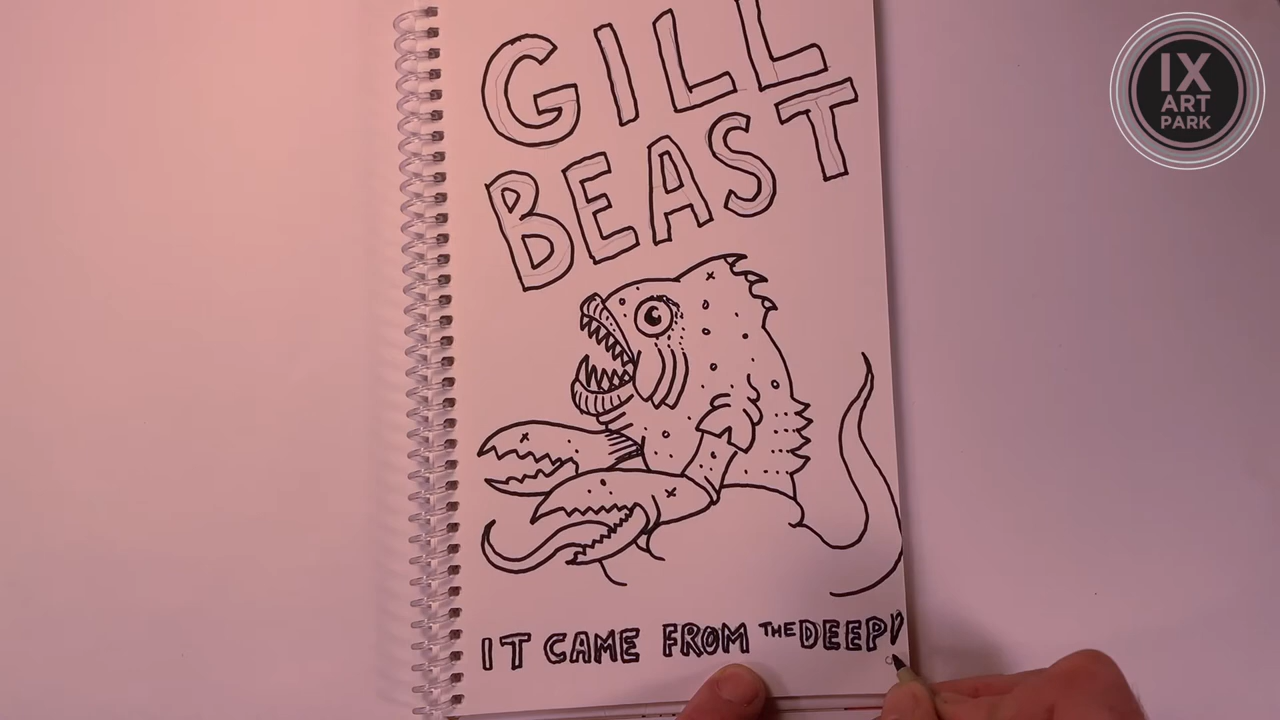 GILL
BEAST
IT CAME FROM THE DEEP!
IX
ART
PARK